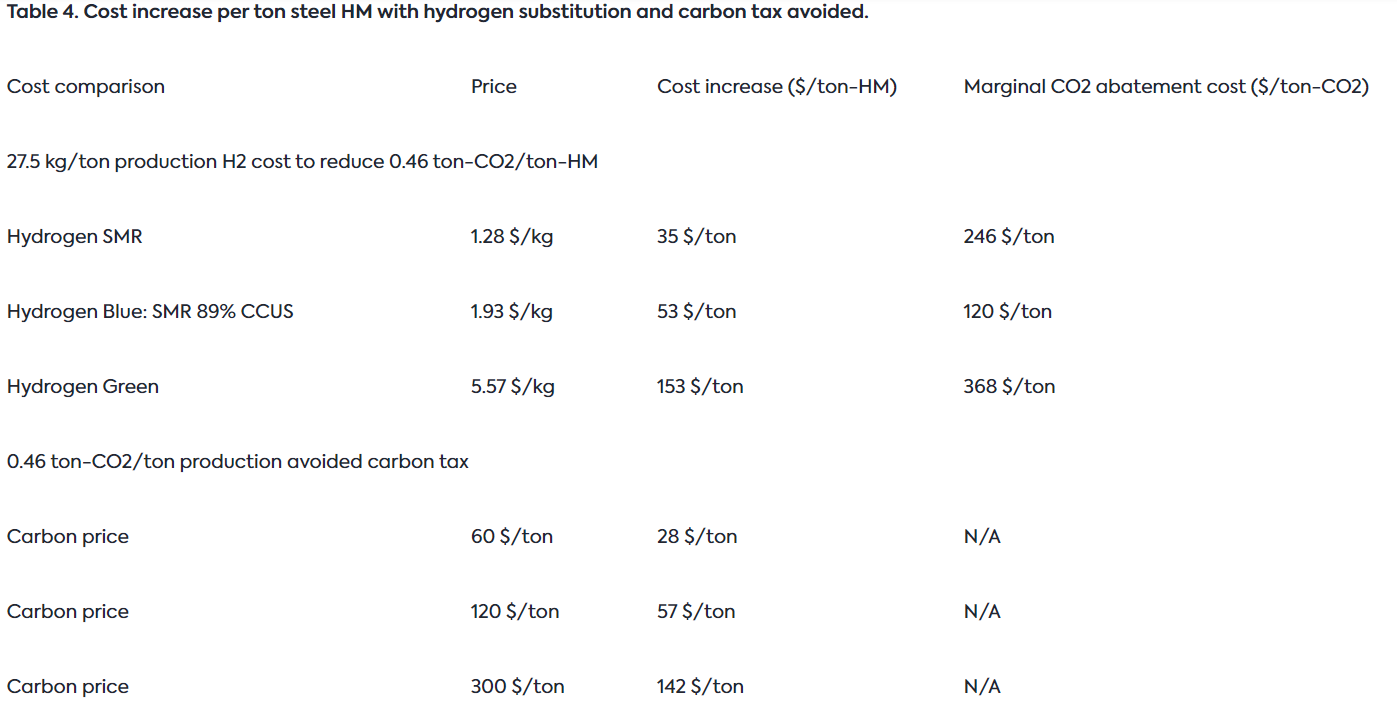 Table 4. Cost increase per ton steel HM with hydrogen substitution and carbon tax avoided.
Cost comparison Price Cost increase ($/ton-HM) Marginal CO2 abatement cost ($/ton-CO2)
27.5 kg/ton production H2 cost to reduce 0.46 ton-CO2/ton-HM
Hydrogen SMR 1.28 $/kg 35 $/ton 246 $/ton
Hydrogen Blue: SMR 89% CCUS 1.93 $/kg 53 $/ton 120 $/ton
Hydrogen Green 5.57 $/kg 153 $/ton 368 $/ton
0.46 ton-CO2/ton production avoided carbon tax
Carbon price 60 $/ton 28 $/ton N/A
Carbon price 120 $/ton 57 $/ton N/A
Carbon price 300 $/ton 142 $/ton N/A